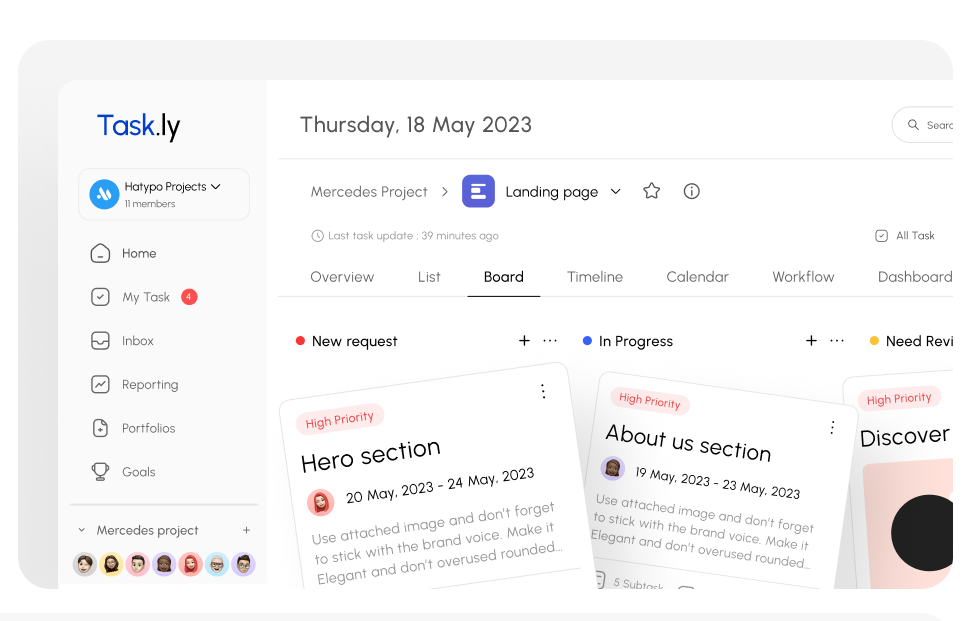 Task.ly
Thursday, 18 May 2023
Hatypo Projects
11 members
Mercedes Project > Landing page
Last task update : 39 minutes ago
All Task
Home
My Task 4
Inbox
Reporting
Portfolios
Goals
Mercedes project +
Overview List Board Timeline Calendar Workflow Dashboard
New request + ...
In Progress + ...
Need
High Priority
Hero section
20 May, 2023 - 24 May, 2023
Use attached image and don't forget
to stick with the brand voice. Make it
Elegant and don't overused rounded...
High Priority
About us section
19 May, 2023 - 23 May, 2023
Use attached image and don't forget
to stick with the brand voice. Make it
Elegant and don't overused rounded...
High Priority
Discover